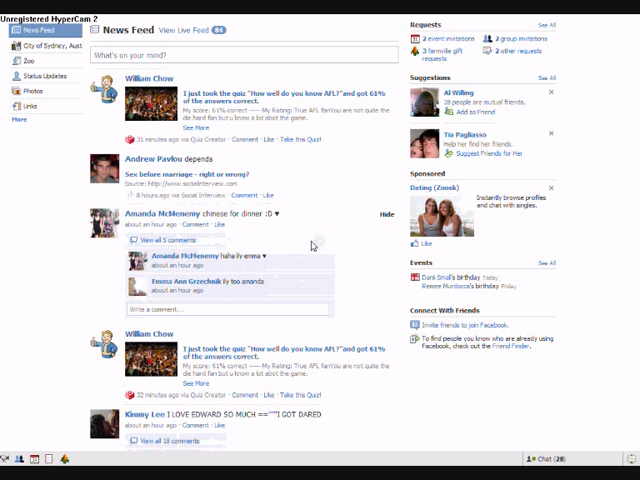 Unregistered HyperCam 2
News Feed
City of Sydney, Aust
Zoo
Status Updates
Photos
Links
More
News Feed View Live Feed 84
What's on your mind?
William Chow
I just took the quiz "How well do you know AFL?"and got 61%
of the answers correct.
My score: 61% correct ---- My Rating: True AFL fanYou are not quite the
die hard fan but u know a lot abot the game.
See More
31 minutes ago via Quiz Creator · Comment · Like · Take this Quiz!
Andrew Pavlou depends
Sex before marriage - right or wrong?
Source: http://www.socialinterview.com
8 hours ago via Social Interview · Comment · Like
Amanda McMenemy chinese for dinner :D ♥
Hide
about an hour ago · Comment · Like
View all 5 comments
Amanda McMenemy haha ily emma ♥
about an hour ago
Emma Ann Grzechnik ily too amanda
about an hour ago
Write a comment...
William Chow
I just took the quiz "How well do you know AFL?"and got 61%
of the answers correct.
My score: 61% correct ---- My Rating: True AFL fanYou are not quite the
die hard fan but u know a lot abot the game.
See More
32 minutes ago via Quiz Creator · Comment · Like · Take this Quiz!
Kimmy Lee I LOVE EDWARD SO MUCH I GOT DARED
about an hour ago · Comment · Like
View all 18 comments
Requests See All
2 event invitations
2 group invitations
3 farmville gift
requests
2 other requests
Suggestions See All
Al Willing
28 people are mutual friends.
Add as Friend
Tia Pagliasso
Help her find her friends.
Suggest Friends for Her
Sponsored
Dating (Zoosk)
Instantly browse profiles
and chat with singles.
Like
Events See All
Dani Small's birthday Today
Renee Murdocca's birthday Friday
Connect With Friends
Invite friends to join Facebook.
To find people you know who are already using
Facebook, check out the Friend Finder.
Chat (28)